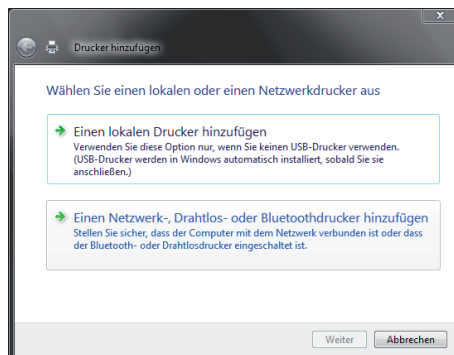 Drucker hinzufügen
Wählen Sie einen lokalen oder einen Netzwerkdrucker aus
Einen lokalen Drucker hinzufügen
Verwenden Sie diese Option nur, wenn Sie keinen USB-Drucker verwenden.
(USB-Drucker werden in Windows automatisch installiert, sobald Sie sie
anschließen.)
Einen Netzwerk-, Drahtlos- oder Bluetoothdrucker hinzufügen
Stellen Sie sicher, dass der Computer mit dem Netzwerk verbunden ist oder dass
der Bluetooth- oder Drahtlosdrucker eingeschaltet ist.
Weiter Abbrechen